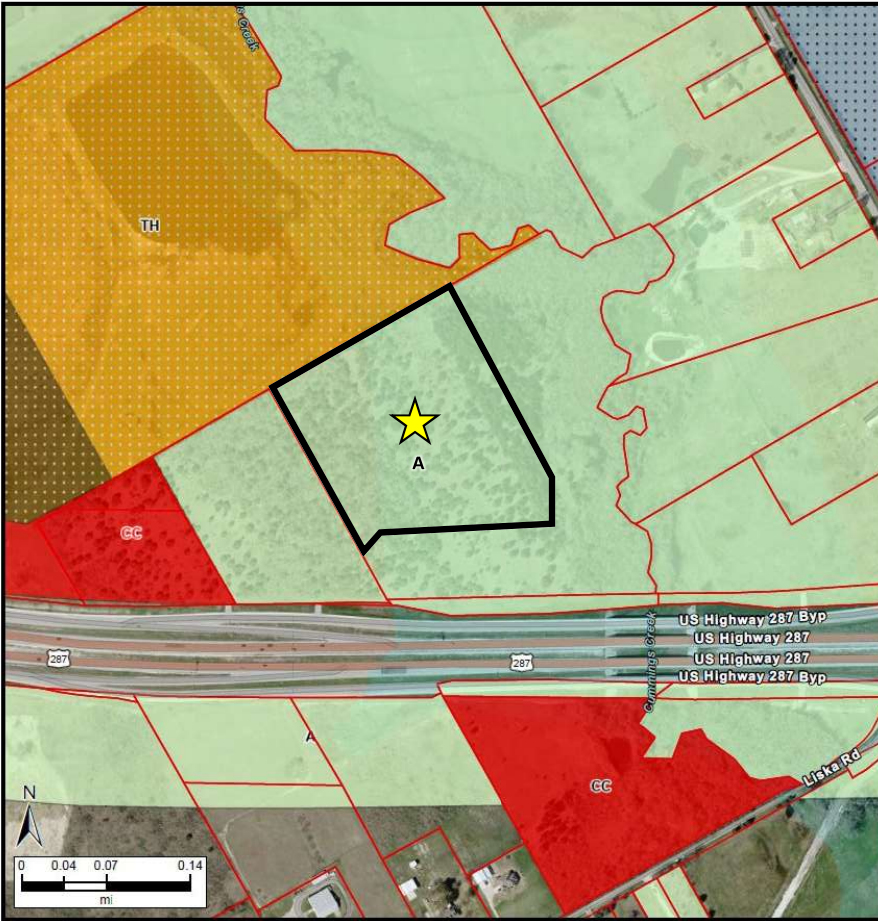 s Creek
TH
A
CC
US Highway 287 Byp
US Highway 287
287
287
US Highway 287
US Highway 287 Byp
Cummings Creek
A
CC
Liska Rd
N
0 0.04 0.07 0.14
mi